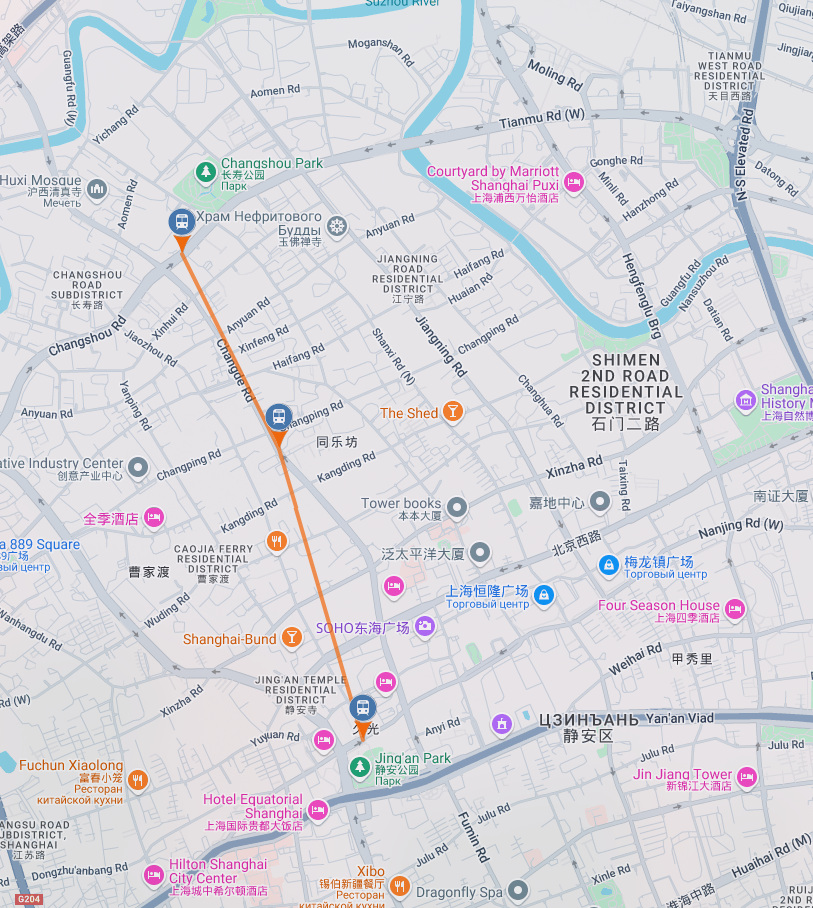 Suzhou River
Taiyangshan Rd
Qiujiang
高架路
Guangfu Rd (W)
Moganshan Rd
Moling Rd
TIANMU
WEST ROAD
RESIDENTIAL
DISTRICT
天目西路
Jingjiang
Aomen Rd
Yichang Rd
Tianmu Rd (W)
N-S Elevated Rd
Changshou Park
长寿公园
Парк
Gonghe Rd
Datong Rd
Courtyard by Marriott
Shanghai Puxi
上海浦西万怡酒店
Minli Rd
Hanzhong Rd
Huxi Mosque
沪西清真寺
Мечеть
Aomen Rd
Храм Нефритового
Будды
玉佛禅寺
Anyuan Rd
JIANGNING
ROAD
RESIDENTIAL
DISTRICT
江宁路
Haifang Rd
Huaian Rd
Hengfenglu Brg
Guangfu Rd
Nansuzhou Rd
Datian Rd
CHANGSHOU
ROAD
SUBDISTRICT
长寿路
Changshou Rd
Xinhui Rd
Jiaozhou Rd
Anyuan Rd
Xinfeng Rd
Haifang Rd
Changde Rd
Shanxi Rd (N)
Jiangning Rd
Changping Rd
Changhua Rd
SHIMEN
2ND ROAD
RESIDENTIAL
DISTRICT
石门二路
Yanping Rd
Anyuan Rd
Changping Rd
The Shed
同乐坊
Shangha
History M
上海自然博
ative Industry Center
创意产业中心
Changping Rd
Kangding Rd
Xinzha Rd
Taixing Rd
南证大厦
全季酒店
Kangding Rd
Tower books
本本大厦
嘉地中心
Nanjing Rd (W)
a 889 Square
9广场
вый центр
CAOJIA FERRY
RESIDENTIAL
DISTRICT
曹家渡
曹家渡
泛太平洋大厦
北京西路
梅龙镇广场
Торговый центр
上海恒隆广场
Торговый центр
Four Season House
上海四季酒店
Wuding Rd
Wanhangdu Rd
Shanghai-Bund
SOHO东海广场
Weihai Rd
甲秀里
JING'AN TEMPLE
RESIDENTIAL
DISTRICT
静安寺
Xinzha Rd
Rd (W)
Yuyuan Rd
光
Anyi Rd
ЦЗИНЪАНЬ
静安区
Yan'an Viad
Julu Rd
Julu Rd
Jing'an Park
静安公园
Парк
Fuchun Xiaolong
富春小笼
Ресторан
китайской кухни
Jin Jiang Tower
新锦江大酒店
Hotel Equatorial
Shanghai
上海国际贵都大饭店
Julu Rd
Fumin Rd
Julu Rd
ANGSU ROAD
UBDISTRICT,
SHANGHAI
江苏路
Dongzhu'anbang Rd
Hilton Shanghai
City Center
上海城中希尔顿酒店
Xibo
锡伯新疆餐厅
Ресторан
китайской кухни
Dragonfly Spa
Xinle Rd
Huaihai Rd (M)
淮海中路
RUIJ
G204